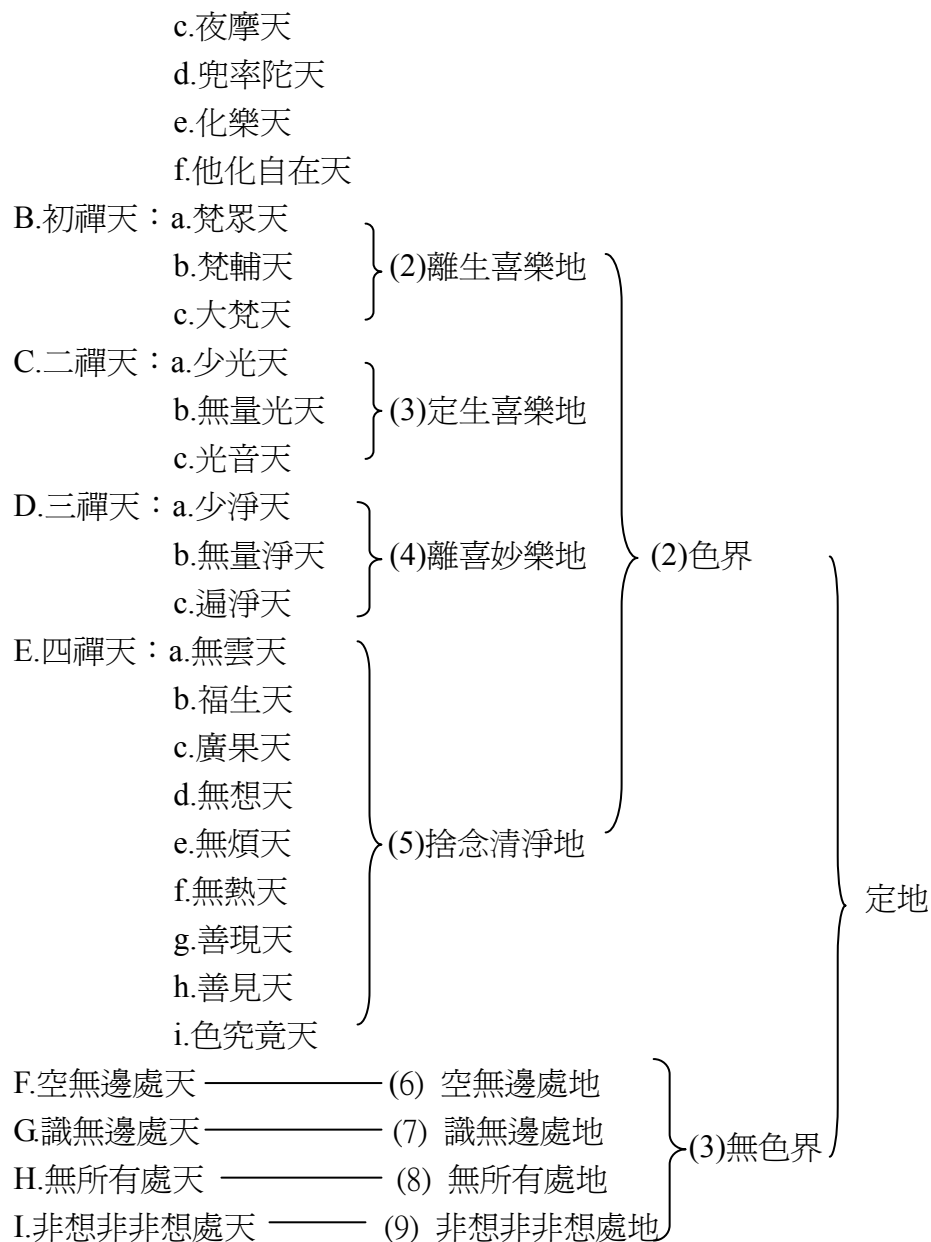 c.夜摩天
d.兜率陀天
e.化樂天
f.他化自在天
B.初禪天：a.梵眾天
b.梵輔天 (2)離生喜樂地
c.大梵天
C.二禪天：a.少光天
b.無量光天 (3)定生喜樂地
c.光音天
D.三禪天：a.少淨天
b.無量淨天 (4)離喜妙樂地 (2)色界
c.遍淨天
E.四禪天：a.無雲天
b.福生天
c.廣果天
d.無想天
e.無煩天 (5)捨念清淨地
f.無熱天 定地
g.善現天
h.善見天
i.色究竟天
F.空無邊處天 (6) 空無邊處地
G.識無邊處天 (7) 識無邊處地 (3)無色界
H.無所有處天 (8) 無所有處地
I.非想非非想處天 (9) 非想非非想處地